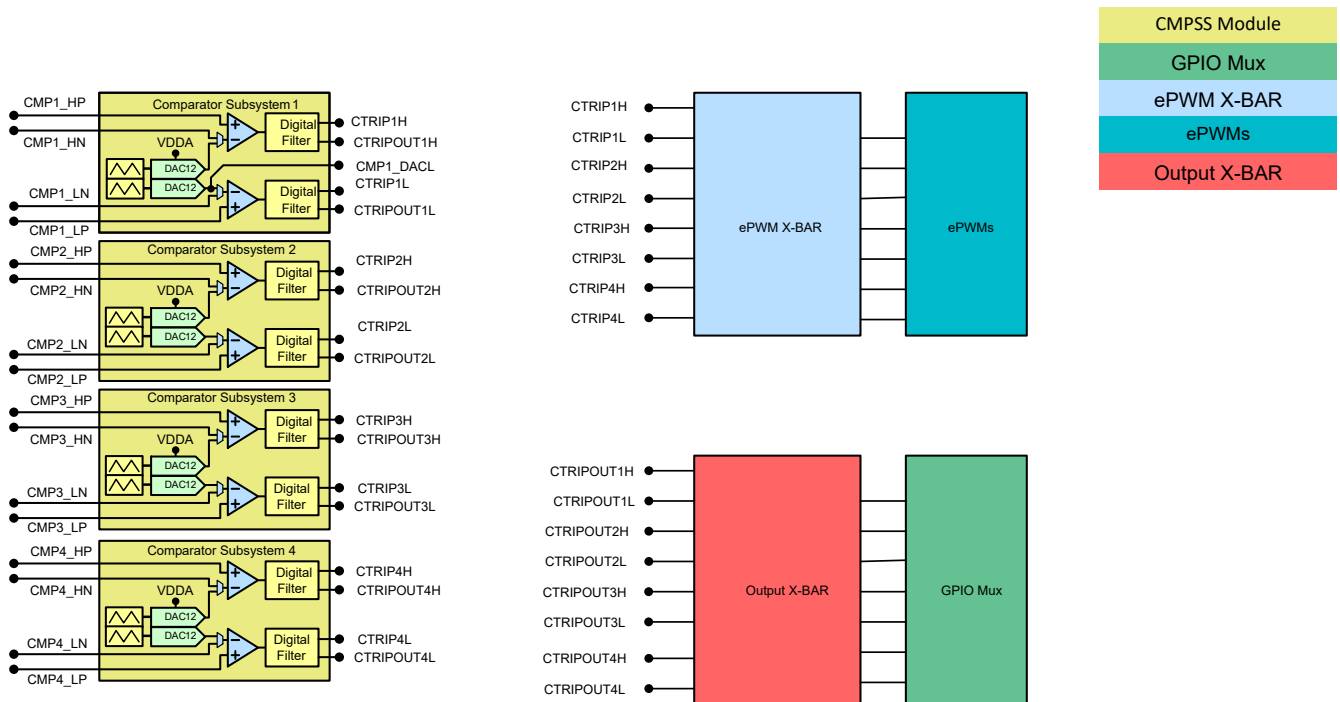 CMPSS Module
GPIO Mux
ePWM X-BAR
ePWMs
Output X-BAR
CMP1_HP
CMP1_HN
CMP1_LN
CMP1_LP
Comparator Subsystem 1
VDDA
DAC12
DAC12
Digital
Filter
Digital
Filter
CTRIP1H
CTRIPOUT1H
CMP1_DACL
CTRIP1L
CTRIPOUT1L
CMP2_HP
CMP2_HN
CMP2_LN
CMP2_LP
Comparator Subsystem 2
VDDA
DAC12
DAC12
Digital
Filter
Digital
Filter
CTRIP2H
CTRIPOUT2H
CTRIP2L
CTRIPOUT2L
CMP3_HP
CMP3_HN
CMP3_LN
CMP3_LP
Comparator Subsystem 3
VDDA
DAC12
DAC12
Digital
Filter
Digital
Filter
CTRIP3H
CTRIPOUT3H
CTRIP3L
CTRIPOUT3L
CMP4_HP
CMP4_HN
CMP4_LN
CMP4_LP
Comparator Subsystem 4
VDDA
DAC12
DAC12
Digital
Filter
Digital
Filter
CTRIP4H
CTRIPOUT4H
CTRIP4L
CTRIPOUT4L
CTRIP1H
CTRIP1L
CTRIP2H
CTRIP2L
CTRIP3H
CTRIP3L
CTRIP4H
CTRIP4L
ePWM X-BAR
ePWMs
CTRIPOUT1H
CTRIPOUT1L
CTRIPOUT2H
CTRIPOUT2L
CTRIPOUT3H
CTRIPOUT3L
CTRIPOUT4H
CTRIPOUT4L
Output X-BAR
GPIO Mux